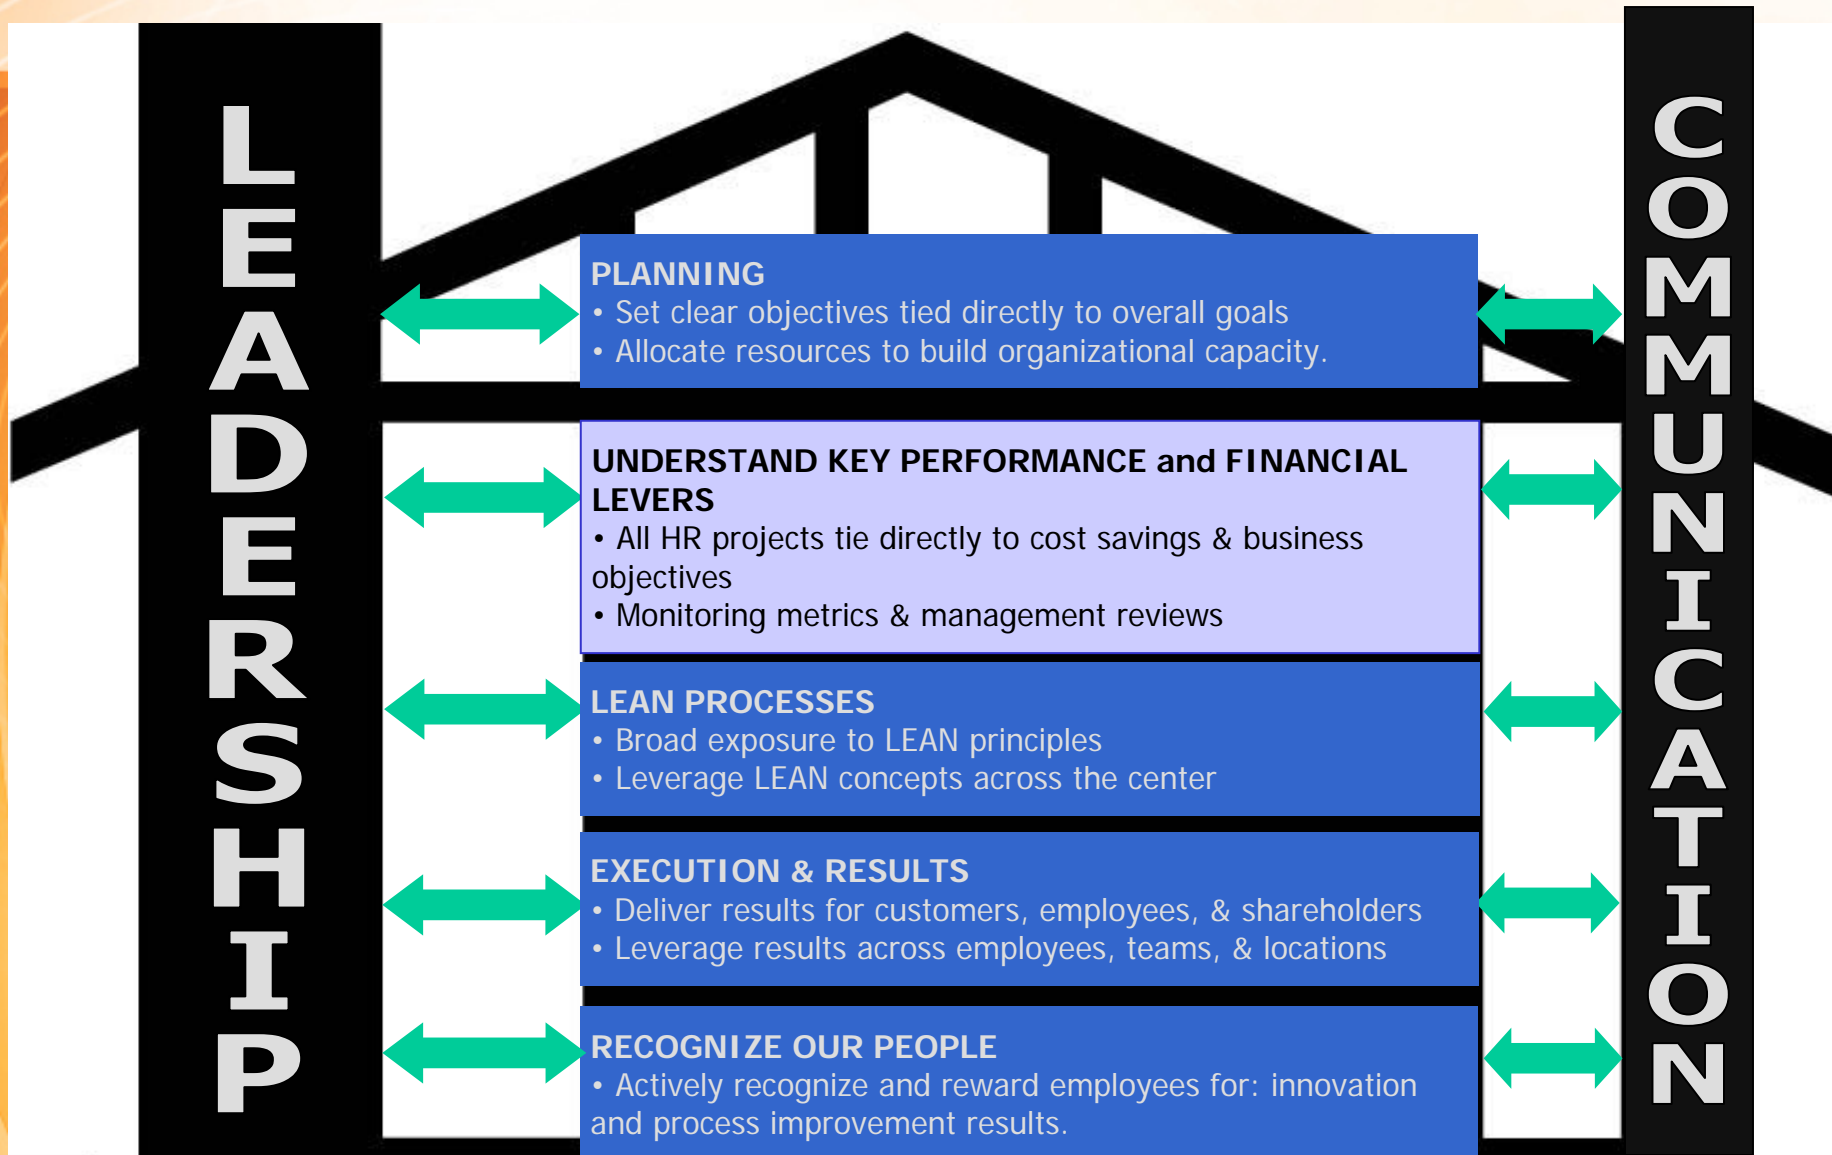 LEADERSHIP
PLANNING
• Set clear objectives tied directly to overall goals
• Allocate resources to build organizational capacity.
UNDERSTAND KEY PERFORMANCE and FINANCIAL
LEVERS
• All HR projects tie directly to cost savings & business
objectives
• Monitoring metrics & management reviews
LEAN PROCESSES
• Broad exposure to LEAN principles
• Leverage LEAN concepts across the center
EXECUTION & RESULTS
• Deliver results for customers, employees, & shareholders
• Leverage results across employees, teams, & locations
RECOGNIZE OUR PEOPLE
• Actively recognize and reward employees for: innovation
and process improvement results.
COMMUNICATION